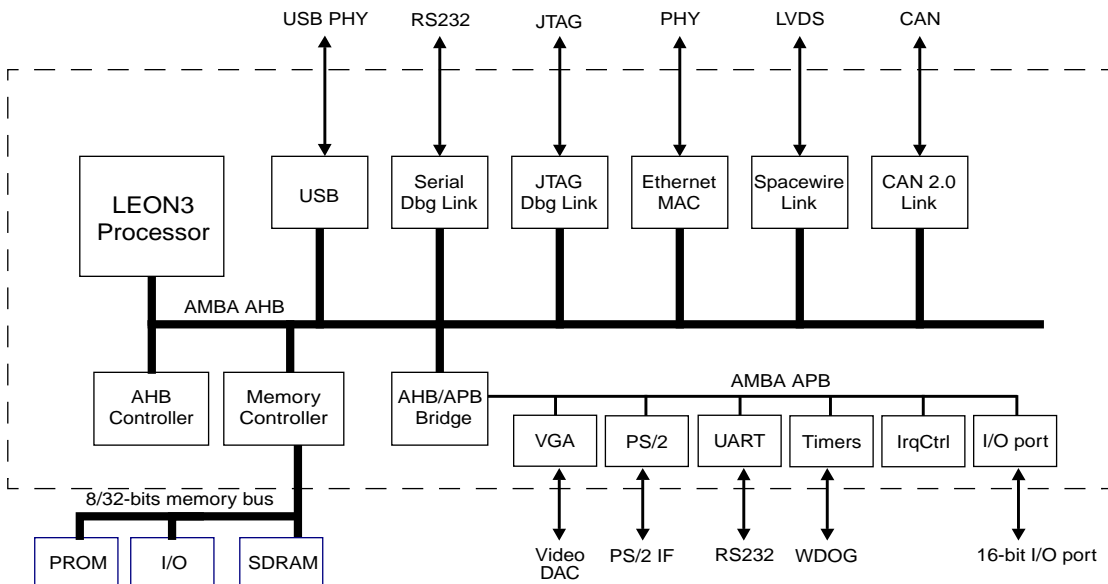 USB PHY
RS232
JTAG
PHY
LVDS
CAN
LEON3
Processor
USB
Serial
Dbg Link
JTAG
Dbg Link
Ethernet
MAC
Spacewire
Link
CAN 2.0
Link
AMBA AHB
AHB
Controller
Memory
Controller
AHB/APB
Bridge
AMBA APB
VGA
PS/2
UART
Timers
IrqCtrl
I/O port
8/32-bits memory bus
PROM
I/O
SDRAM
Video
DAC
PS/2 IF
RS232
WDOG
16-bit I/O port